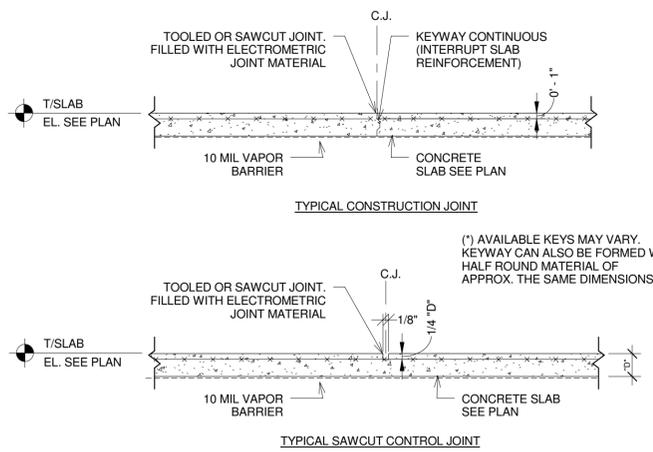 C.J.
TOOLED OR SAWCUT JOINT.
FILLED WITH ELECTROMETRIC
JOINT MATERIAL
KEYWAY CONTINUOUS
(INTERRUPT SLAB
REINFORCEMENT)
0' - 1"
T/SLAB
EL. SEE PLAN
10 MIL VAPOR
BARRIER
CONCRETE
SLAB SEE PLAN
TYPICAL CONSTRUCTION JOINT
(*) AVAILABLE KEYS MAY VARY.
KEYWAY CAN ALSO BE FORMED W
HALF ROUND MATERIAL OF
APPROX. THE SAME DIMENSIONS
C.J.
TOOLED OR SAWCUT JOINT.
FILLED WITH ELECTROMETRIC
JOINT MATERIAL
1/8"
1/4 "D"
T/SLAB
EL. SEE PLAN
"D"
10 MIL VAPOR
BARRIER
CONCRETE SLAB
SEE PLAN
TYPICAL SAWCUT CONTROL JOINT